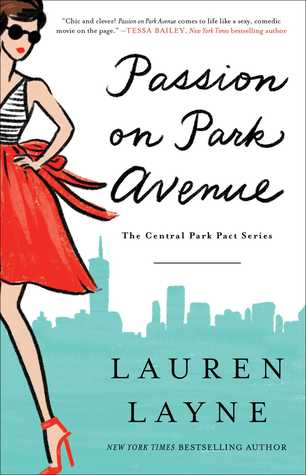 "Chic and clever! Passion on Park Avenue comes to life like a sexy, comedic
movie on the page." —TESSA BAILEY, New York Times bestselling author
Passion
on Park
Avenue
The Central Park Pact Series
LAUREN
LAYNE
NEW YORK TIMES BESTSELLING AUTHOR